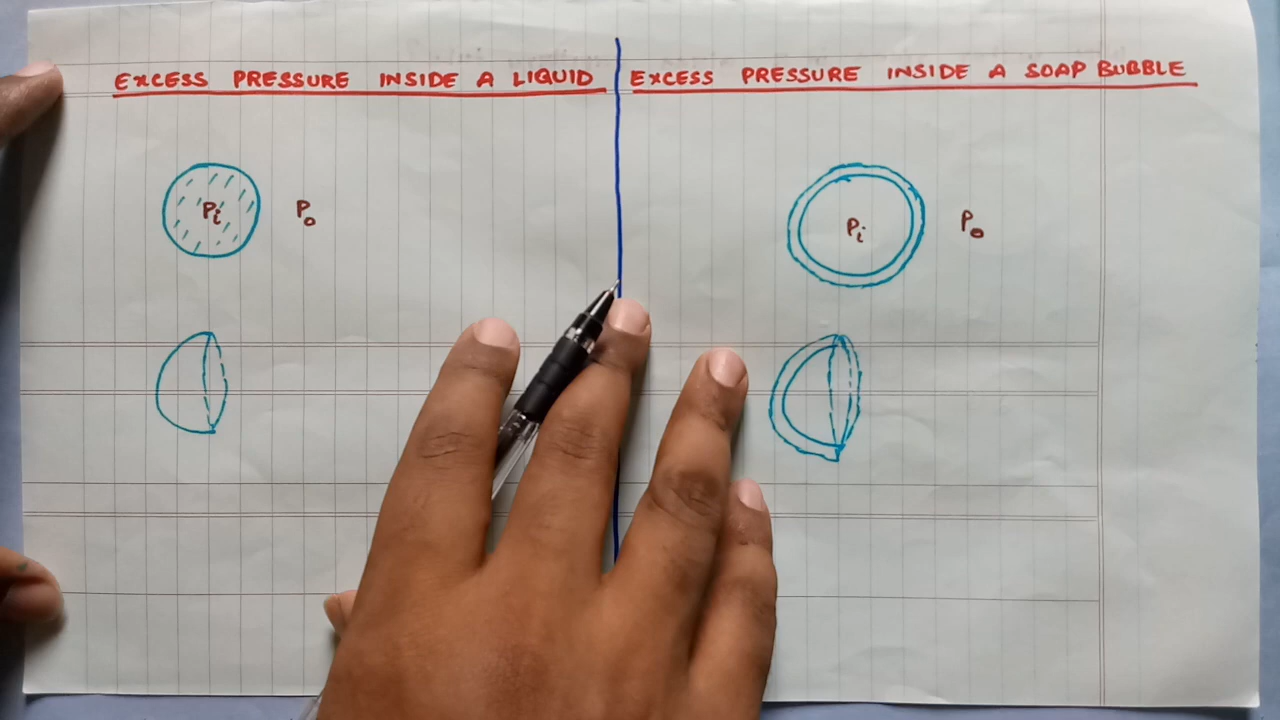 EXCESS PRESSURE INSIDE A LIQUID
EXCESS PRESSURE INSIDE A SOAP BUBBLE
Pi Po
Pi Po